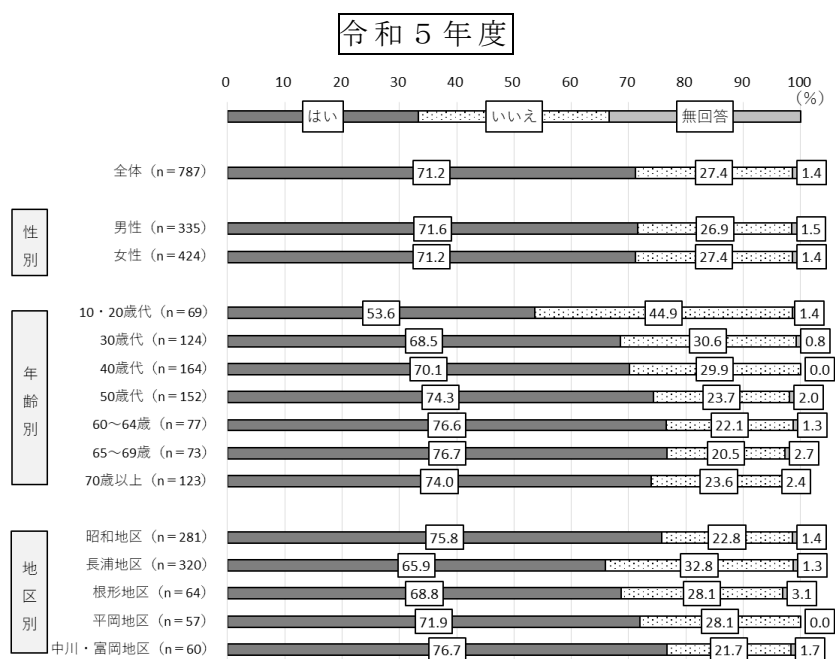 令和５年度
0 10 20 30 40 50 60 70 80 90 100
(%)
はい いいえ 無回答
全体（n＝787） 71.2 27.4 1.4
性別
男性（n＝335） 71.6 26.9 1.5
女性（n＝424） 71.2 27.4 1.4
年齢別
10・20歳代（n＝69） 53.6 44.9 1.4
30歳代（n＝124） 68.5 30.6 0.8
40歳代（n＝164） 70.1 29.9 0.0
50歳代（n＝152） 74.3 23.7 2.0
60～64歳（n＝77） 76.6 22.1 1.3
65～69歳（n＝73） 76.7 20.5 2.7
70歳以上（n＝123） 74.0 23.6 2.4
地区別
昭和地区（n＝281） 75.8 22.8 1.4
長浦地区（n＝320） 65.9 32.8 1.3
根形地区（n＝64） 68.8 28.1 3.1
平岡地区（n＝57） 71.9 28.1 0.0
中川・富岡地区（n＝60） 76.7 21.7 1.7